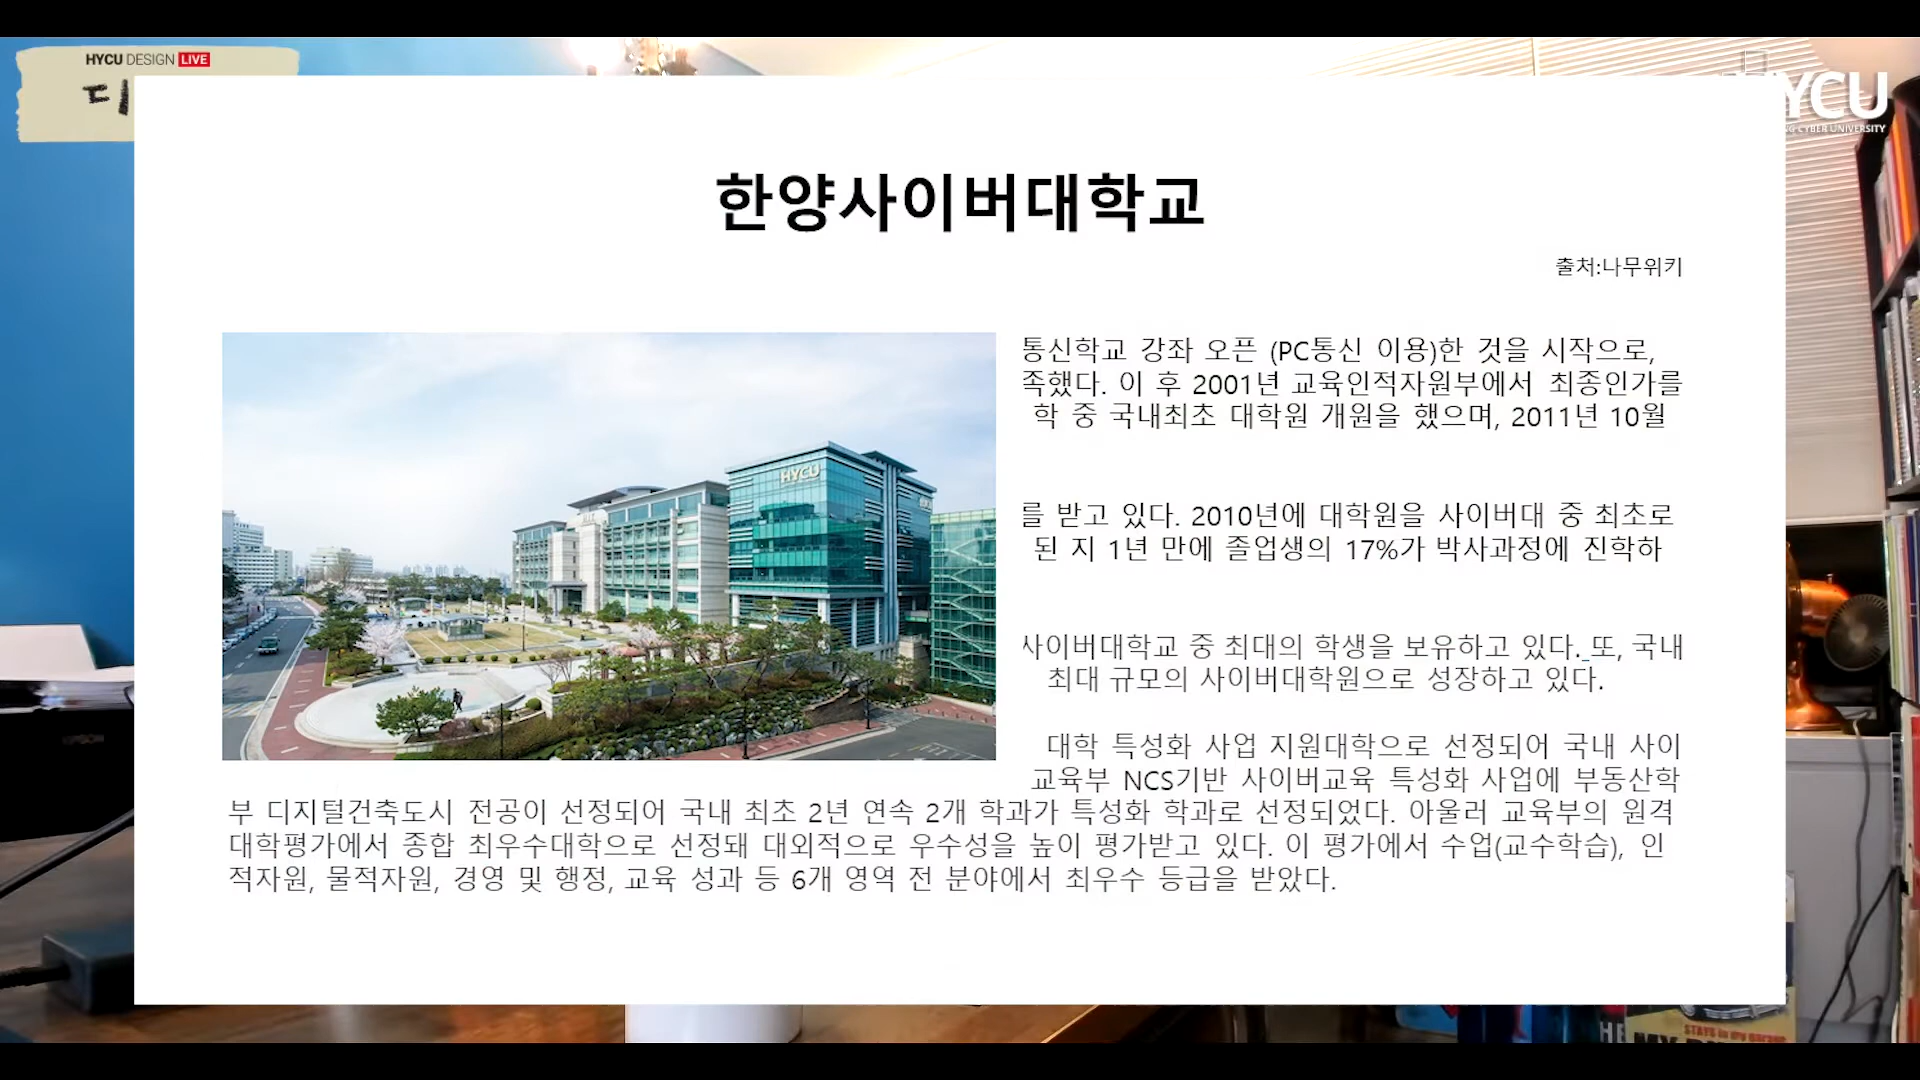 HYCU DESIGN LIVE
디
YCU
NG CYBER UNIVERSITY
한양사이버대학교
출처:나무위키
HYCU
통신학교 강좌 오픈 (PC통신 이용)한 것을 시작으로,
족했다. 이 후 2001년 교육인적자원부에서 최종인가를
학 중 국내최초 대학원 개원을 했으며, 2011년 10월
를 받고 있다. 2010년에 대학원을 사이버대 중 최초로
된 지 1년 만에 졸업생의 17%가 박사과정에 진학하
사이버대학교 중 최대의 학생을 보유하고 있다. 또, 국내
최대 규모의 사이버대학원으로 성장하고 있다.
대학 특성화 사업 지원대학으로 선정되어 국내 사이
교육부 NCS기반 사이버교육 특성화 사업에 부동산학
부 디지털건축도시 전공이 선정되어 국내 최초 2년 연속 2개 학과가 특성화 학과로 선정되었다. 아울러 교육부의 원격
대학평가에서 종합 최우수대학으로 선정돼 대외적으로 우수성을 높이 평가받고 있다. 이 평가에서 수업(교수학습), 인
적자원, 물적자원, 경영 및 행정, 교육 성과 등 6개 영역 전 분야에서 최우수 등급을 받았다.
HE